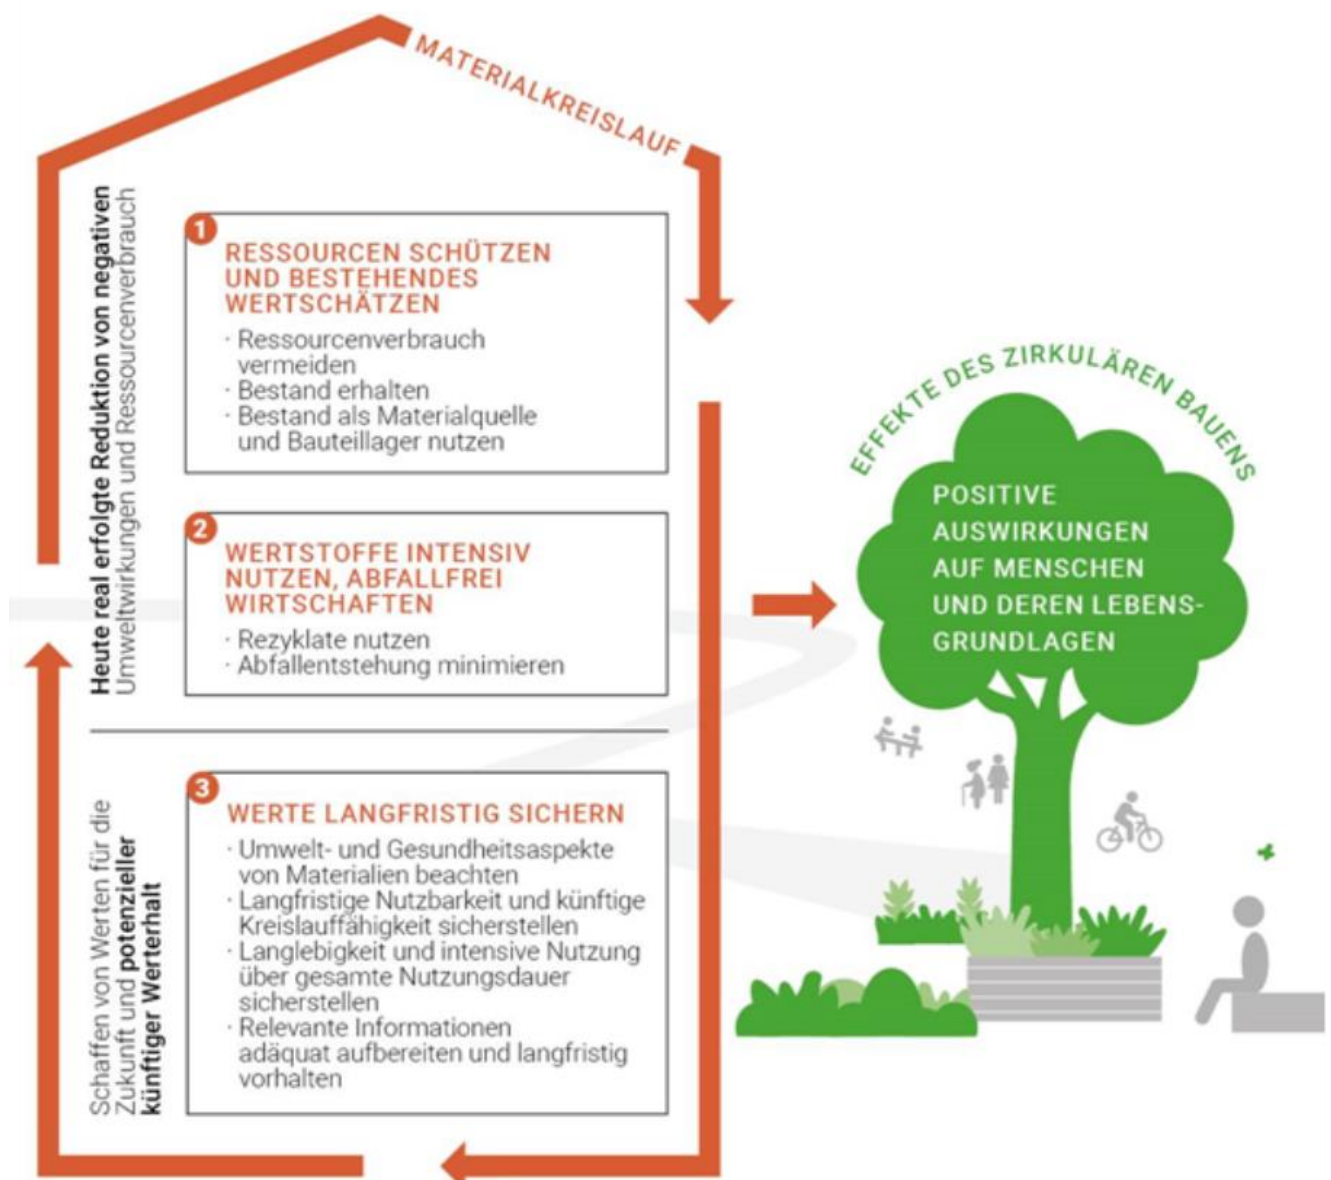 MATERIALKREISLAUF
Heute real erfolgte Reduktion von negativen
Umweltwirkungen und Ressourcenverbrauch
1
RESSOURCEN SCHÜTZEN
UND BESTEHENDES
WERTSCHÄTZEN
· Ressourcenverbrauch
vermeiden
· Bestand erhalten
· Bestand als Materialquelle
und Bauteillager nutzen
2
WERTSTOFFE INTENSIV
NUTZEN, ABFALLFREI
WIRTSCHAFTEN
· Rezyklate nutzen
· Abfallentstehung minimieren
Schaffen von Werten für die
Zukunft und potenzieller
künftiger Werterhalt
3
WERTE LANGFRISTIG SICHERN
· Umwelt- und Gesundheitsaspekte
von Materialien beachten
· Langfristige Nutzbarkeit und künftige
Kreislauffähigkeit sicherstellen
· Langlebigkeit und intensive Nutzung
über gesamte Nutzungsdauer
sicherstellen
· Relevante Informationen
adäquat aufbereiten und langfristig
vorhalten
EFFEKTE DES ZIRKULÄREN BAUENS
POSITIVE
AUSWIRKUNGEN
AUF MENSCHEN
UND DEREN LEBENS-
GRUNDLAGEN